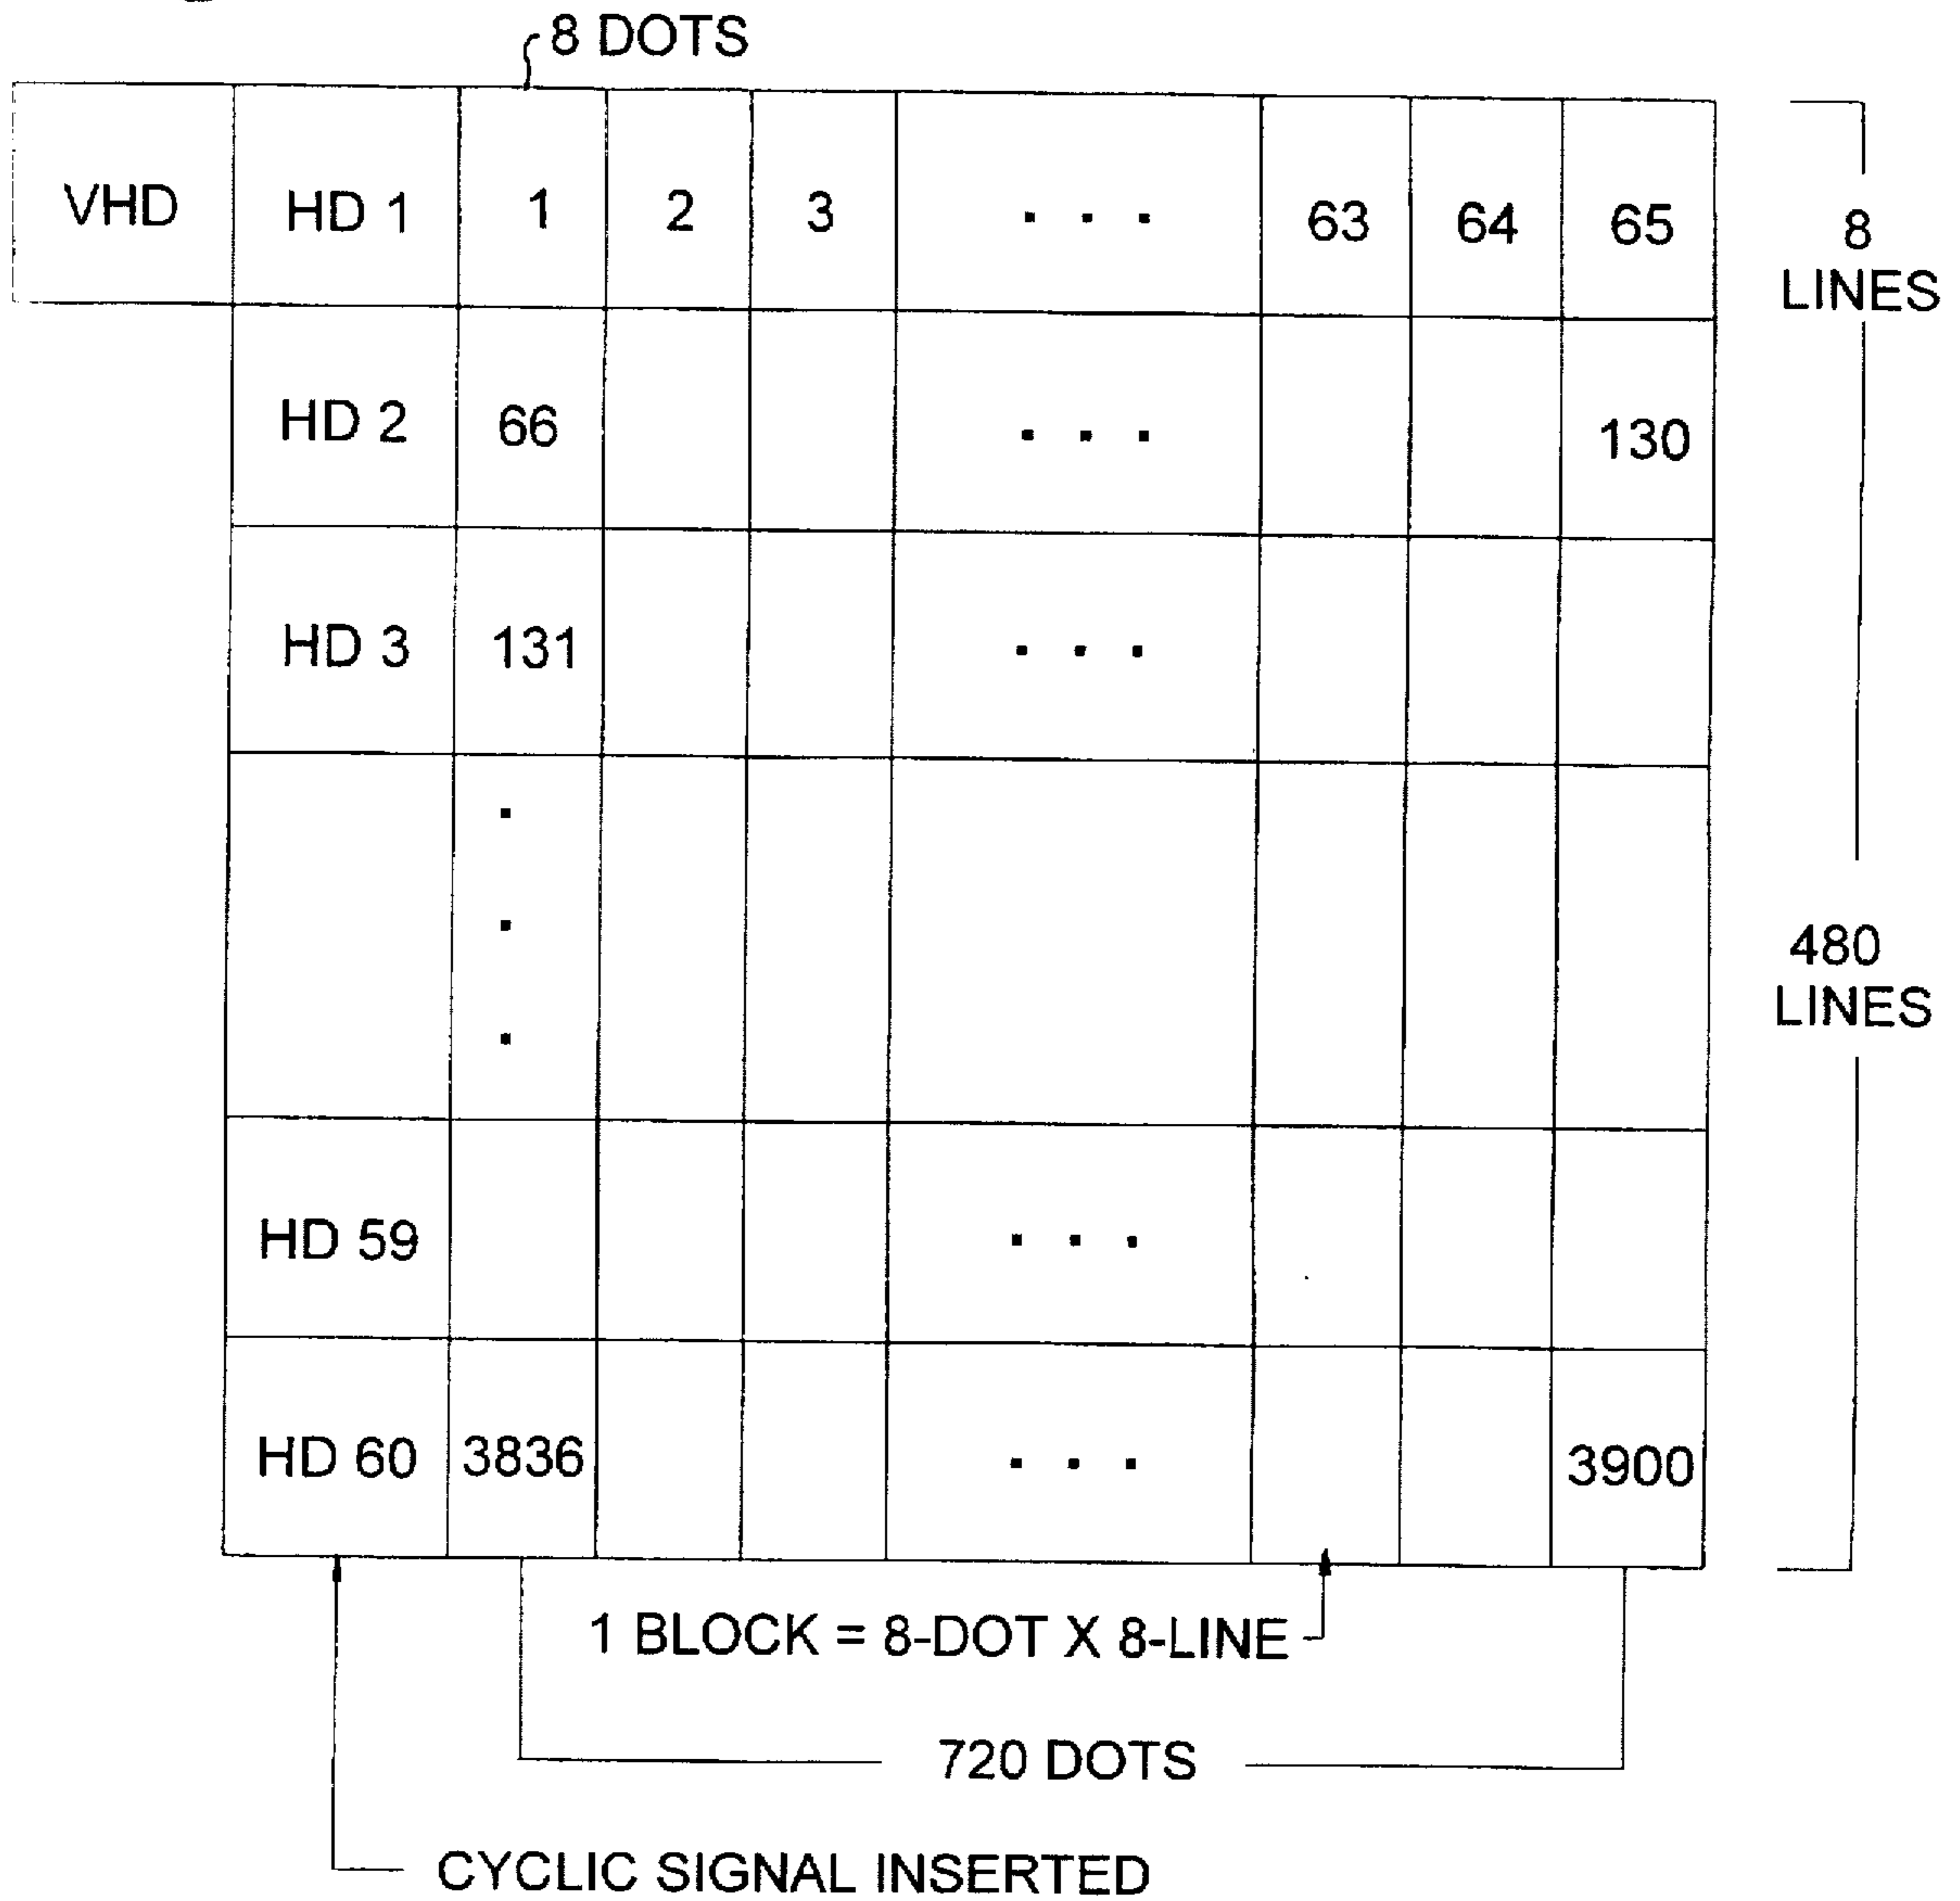 8 DOTS
VHD HD 1 1 2 3 . . . 63 64 65
8
LINES
HD 2 66 . . . 130
HD 3 131 . . .
.
.
.
480
LINES
HD 59 . . .
HD 60 3836 . . . 3900
1 BLOCK = 8-DOT X 8-LINE
720 DOTS
CYCLIC SIGNAL INSERTED